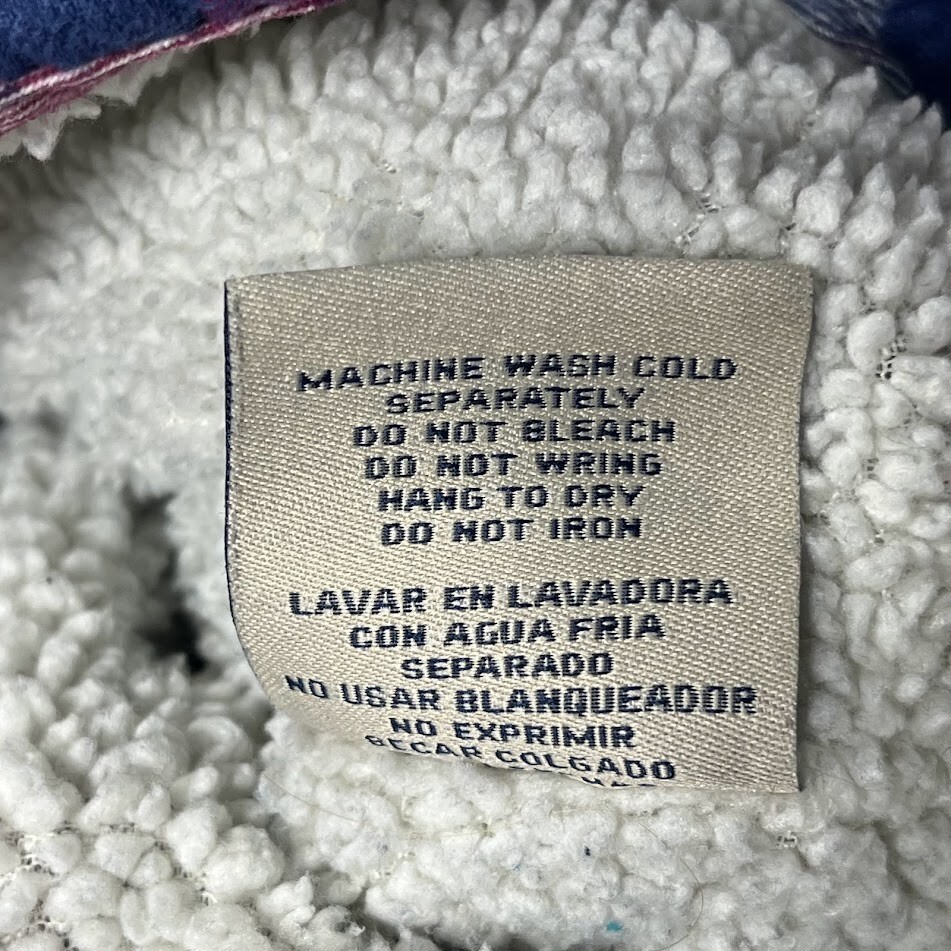 MACHINE WASH COLD
SEPARATELY
DO NOT BLEACH
DO NOT WRING
HANG TO DRY
DO NOT IRON
LAVAR EN LAVADORA
CON AGUA FRIA
SEPARADO
NO USAR BLANQUEADOR
NO EXPRIMIR
SECAR COLGADO